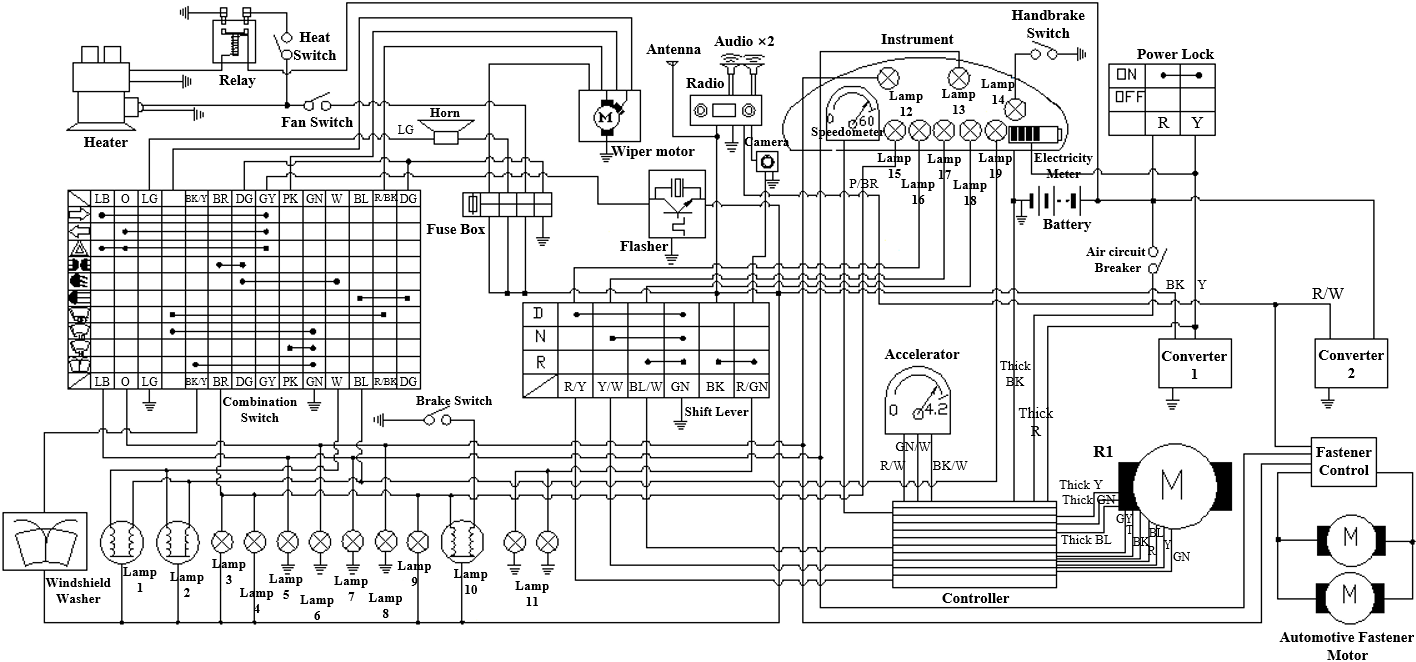 Handbrake
Switch
Heat
Switch
Relay
Heater
Fan Switch
Horn
LG
Antenna
Audio ×2
Radio
Wiper motor
M
Camera
Instrument
Lamp
12
Lamp
13
Lamp
14
0
60
Speedometer
Lamp
15
Lamp
16
Lamp
17
Lamp
18
Lamp
19
Electricity
Meter
P/BR
Power Lock
ON
OFF
R Y
Battery
Air circuit
Breaker
BK Y
R/W
Fuse Box
Flasher
LB O LG BK/Y BR DG GY PK GN W BL R/BK DG
LB O LG BK/Y BR DG GY PK GN W BL R/BK DG
Combination
Switch
D
N
R
R/Y Y/W BL/W GN BK R/GN
Shift Lever
Brake Switch
Accelerator
0
4.2
GN/W
R/W
BK/W
Thick
BK
Thick
R
Converter
1
Converter
2
R1
M
Thick Y
Thick GN
Thick BL
GY
T
BK
R
BL
Y
GN
Fastener
Control
M
M
Automotive Fastener
Motor
Controller
Windshield
Washer
Lamp
1
Lamp
2
Lamp
3
Lamp
4
Lamp
5
Lamp
6
Lamp
7
Lamp
8
Lamp
9
Lamp
10
Lamp
11